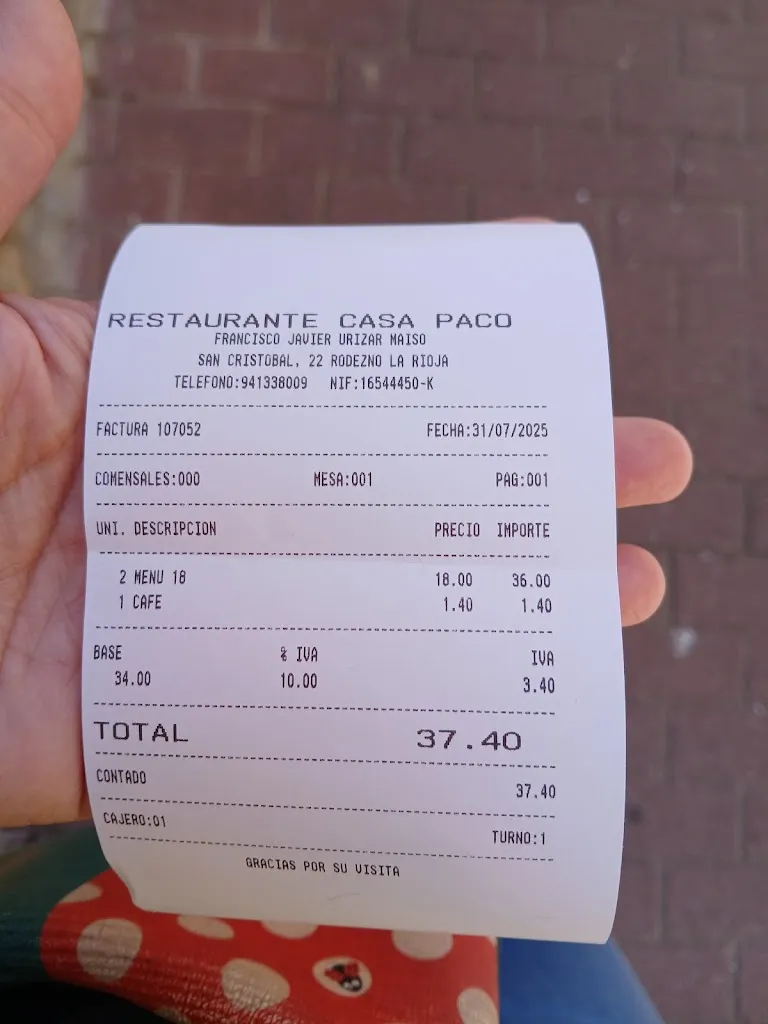 RESTAURANTE CASA PACO
FRANCISCO JAVIER URIZAR MAISO
SAN CRISTOBAL, 22 RODEZNO LA RIOJA
TELEFONO:941338009 NIF:16544450-K
FACTURA 107052 FECHA:31/07/2025
COMENSALES:000 MESA:001 PAG:001
UNI. DESCRIPCION PRECIO IMPORTE
2 MENU 18 18.00 36.00
1 CAFE 1.40 1.40
BASE % IVA IVA
34.00 10.00 3.40
TOTAL 37.40
CONTADO 37.40
CAJERO:01 TURNO:1
GRACIAS POR SU VISITA